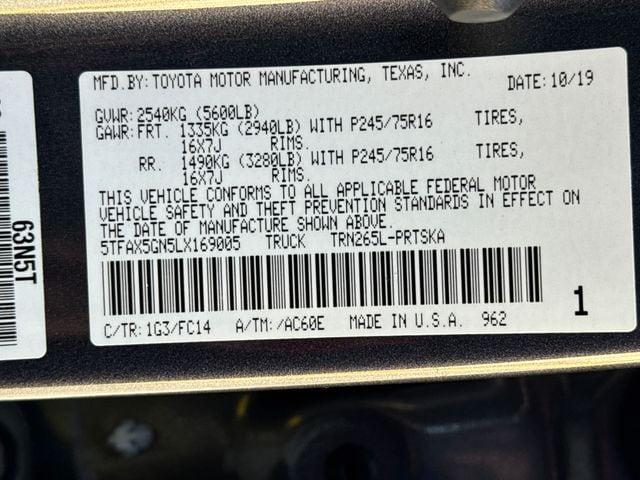 MFD.BY:TOYOTA MOTOR MANUFACTURING, TEXAS, INC.
DATE:10/19
GVWR:2540KG (5600LB)
GAWR:FRT. 1335KG (2940LB) WITH P245/75R16 TIRES,
16X7J RIMS.
RR. 1490KG (3280LB) WITH P245/75R16 TIRES,
16X7J RIMS.
THIS VEHICLE CONFORMS TO ALL APPLICABLE FEDERAL MOTOR
VEHICLE SAFETY AND THEFT PREVENTION STANDARDS IN EFFECT ON
THE DATE OF MANUFACTURE SHOWN ABOVE.
5TFAX5GN5LX169005 TRUCK TRN265L-PRTSKA
1
C/TR:1G3/FC14 A/TM:/AC60E MADE IN U.S.A. 962
63N5T